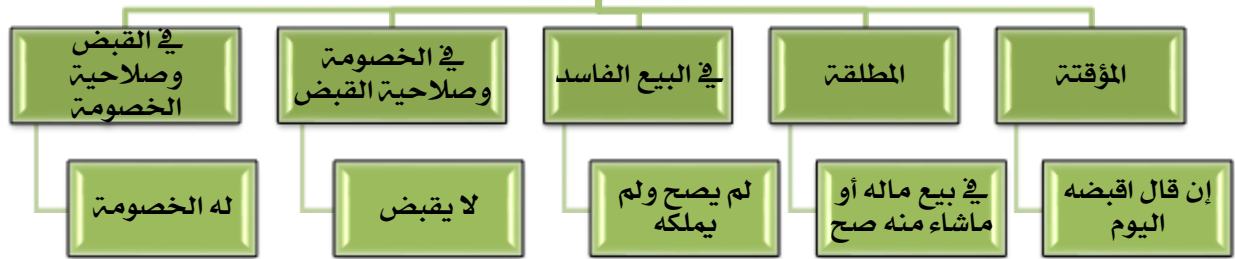 المؤقتة
المطلقة
في البيع الفاسد
في الخصومة
وصلاحية القبض
في القبض
وصلاحية
الخصومة
إن قال اقبضه
اليوم
في بيع ماله أو
ماشاء منه صح
لم يصح ولم
يملكه
لا يقبض
له الخصومة